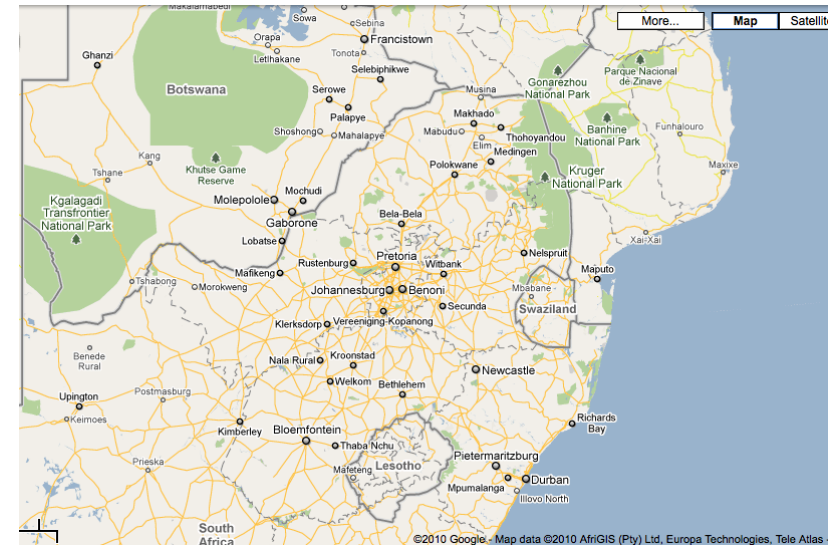 Makalamabedi
Sowa
Sebina
More...
Map
Satellite
Orapa
Francistown
Ghanzi
Letlhakane
Tonota
Selebiphikwe
Parque Nacional
de Zinave
Gonarezhou
National Park
Botswana
Serowe
Musina
Palapye
Makhado
Banhine
National Park
Funhalouro
Shoshong
Mahalapye
Mabudu
Thohoyandou
Elim
Medingen
Kang
Khutse Game
Reserve
Polokwane
Kruger
National Park
Maxixe
Tshane
Kgalagadi
Transfrontier
National Park
Mochudi
Molepolole
Gaborone
Bela-Bela
Lobatse
Xai-Xai
Pretoria
Nelspruit
Rustenburg
Witbank
Mafikeng
Maputo
Tshabong
Morokweng
Johannesburg
Benoni
Mbabane
Secunda
Swaziland
Klerksdorp
Vereeniging-Kopanong
Benede
Rural
Nala Rural
Kroonstad
Newcastle
Welkom
Bethlehem
Upington
Postmasburg
Keimoes
Richards
Bay
Kimberley
Bloemfontein
Thaba Nchu
Prieska
Mafeteng
Lesotho
Pietermaritzburg
Mpumalanga
Durban
Illovo North
South
Africa
©2010 Google - Map data ©2010 AfriGIS (Pty) Ltd, Europa Technologies, Tele Atlas -